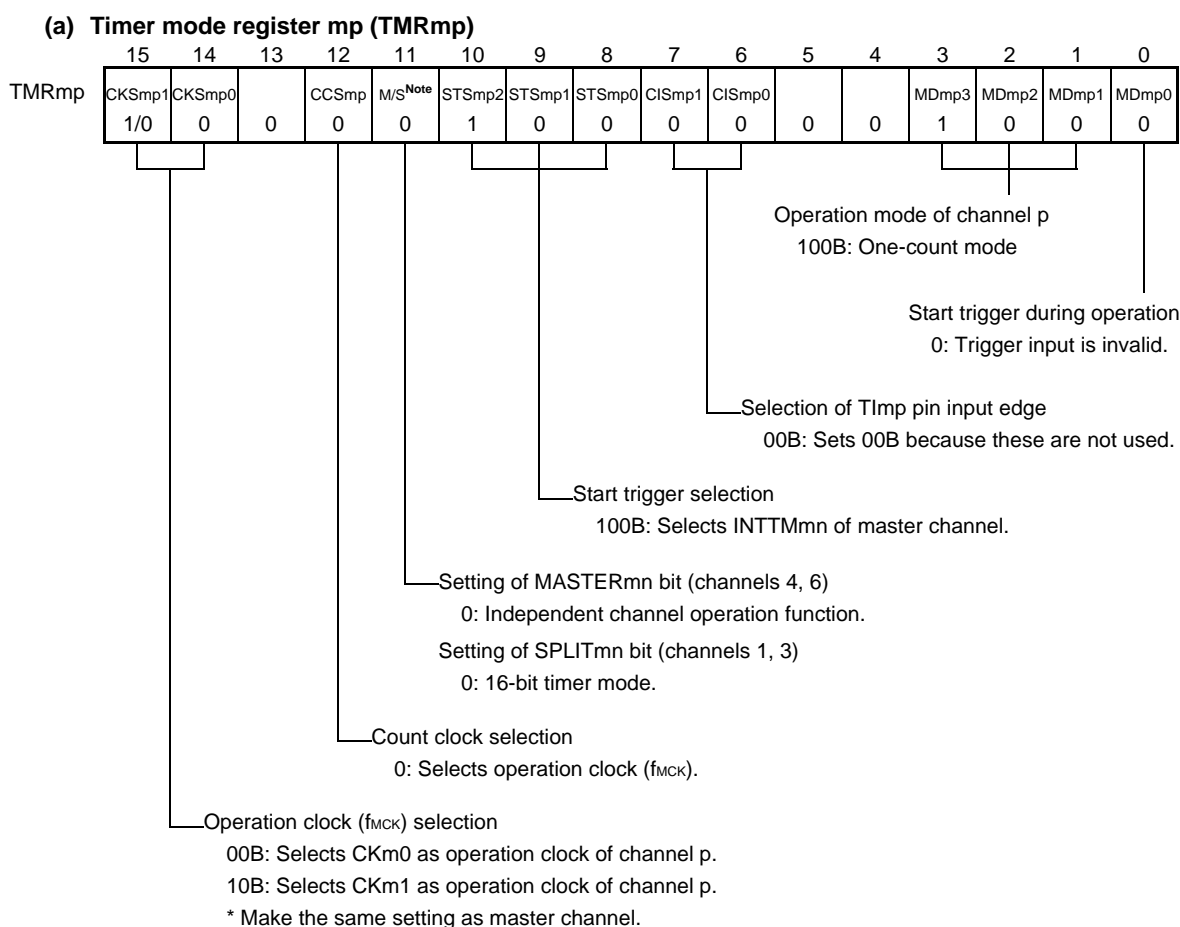 (a) Timer mode register mp (TMRmp)
15 14 13 12 11 10 9 8 7 6 5 4 3 2 1 0
TMRmp CKSmp1 CKSmp0 CCSmp M/SNote STSmp2 STSmp1 STSmp0 CISmp1 CISmp0 MDmp3 MDmp2 MDmp1 MDmp0
1/0 0 0 0 0 1 0 0 0 0 0 0 1 0 0 0
Operation mode of channel p
100B: One-count mode
Start trigger during operation
0: Trigger input is invalid.
Selection of TImp pin input edge
00B: Sets 00B because these are not used.
Start trigger selection
100B: Selects INTTMmn of master channel.
Setting of MASTERmn bit (channels 4, 6)
0: Independent channel operation function.
Setting of SPLITmn bit (channels 1, 3)
0: 16-bit timer mode.
Count clock selection
0: Selects operation clock (fMCK).
Operation clock (fMCK) selection
00B: Selects CKm0 as operation clock of channel p.
10B: Selects CKm1 as operation clock of channel p.
* Make the same setting as master channel.